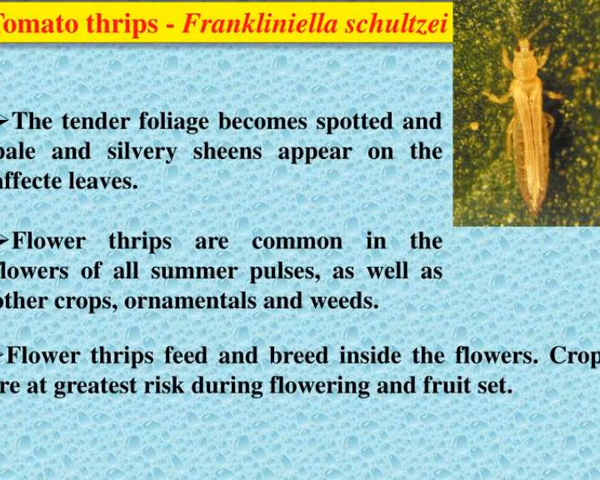 Tomato thrips - Frankliniella schultzei
➢The tender foliage becomes spotted and
pale and silvery sheens appear on the
affecte leaves.
➢Flower thrips are common in the
flowers of all summer pulses, as well as
other crops, ornamentals and weeds.
➢Flower thrips feed and breed inside the flowers. Crop
are at greatest risk during flowering and fruit set.